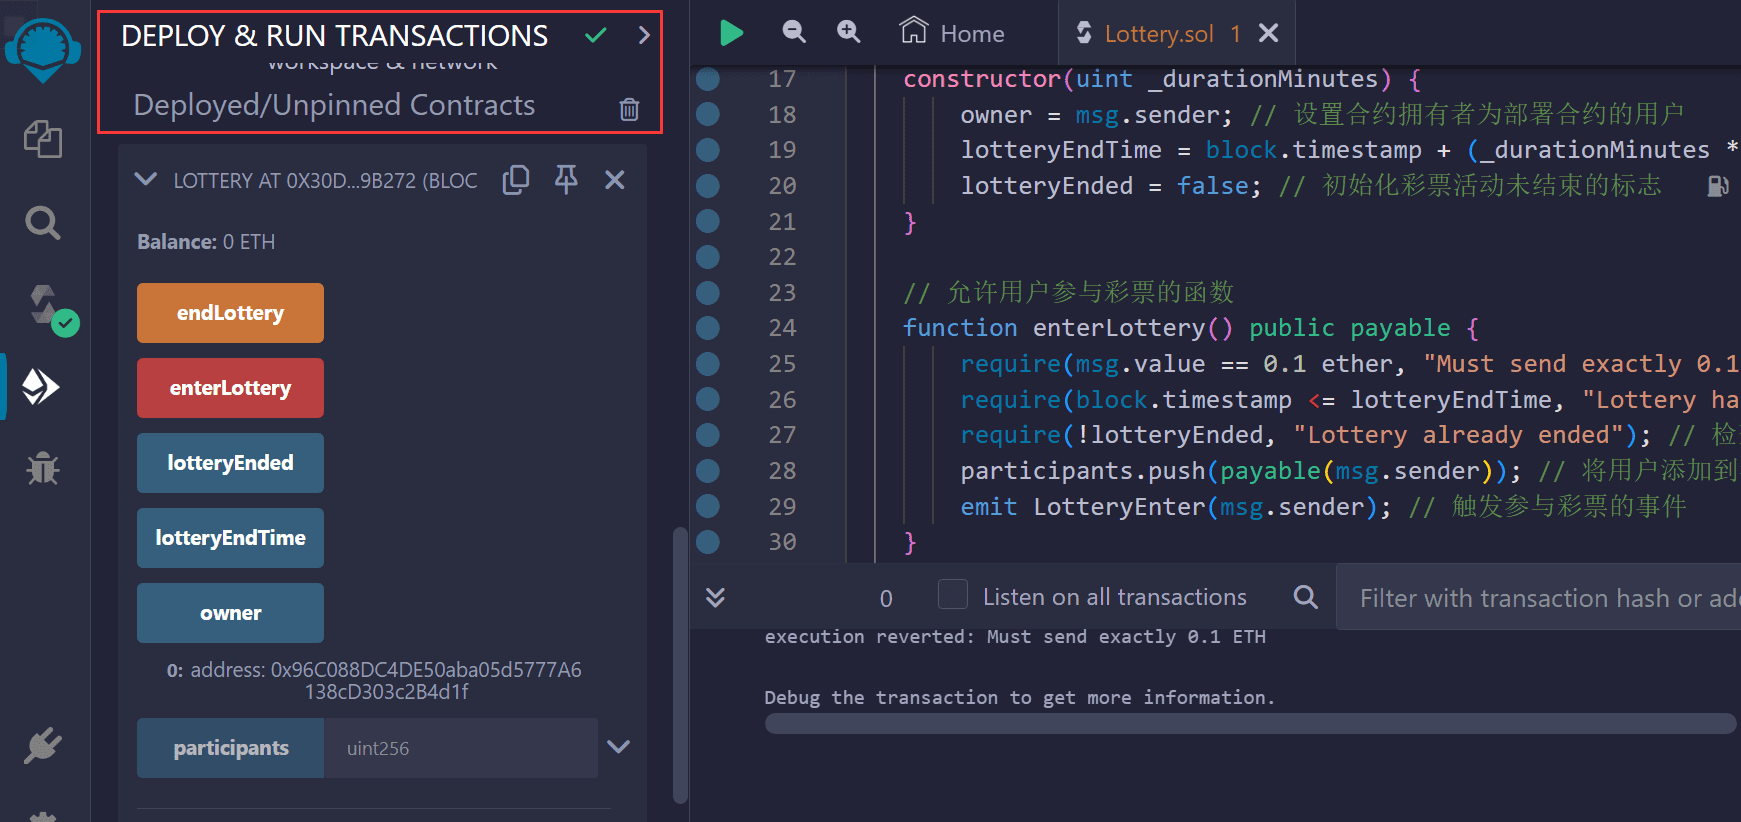 DEPLOY & RUN TRANSACTIONS
workspace & network
Deployed/Unpinned Contracts
LOTTERY AT 0X30D...9B272 (BLOC
Balance: 0 ETH
endLottery
enterLottery
lotteryEnded
lotteryEndTime
owner
0: address: 0x96C088DC4DE50aba05d5777A6
138cD303c2B4d1f
participants uint256
Home
Lottery.sol 1
17 constructor(uint _durationMinutes) {
18 owner = msg.sender; // 设置合约拥有者为部署合约的用户
19 lotteryEndTime = block.timestamp + (_durationMinutes *
20 lotteryEnded = false; // 初始化彩票活动未结束的标志
21 }
22
23 // 允许用户参与彩票的函数
24 function enterLottery() public payable {
25 require(msg.value == 0.1 ether, "Must send exactly 0.1
26 require(block.timestamp <= lotteryEndTime, "Lottery ha
27 require(!lotteryEnded, "Lottery already ended"); // 检
28 participants.push(payable(msg.sender)); // 将用户添加到
29 emit LotteryEnter(msg.sender); // 触发参与彩票的事件
30 }
0 Listen on all transactions
Filter with transaction hash or add
execution reverted: Must send exactly 0.1 ETH
Debug the transaction to get more information.